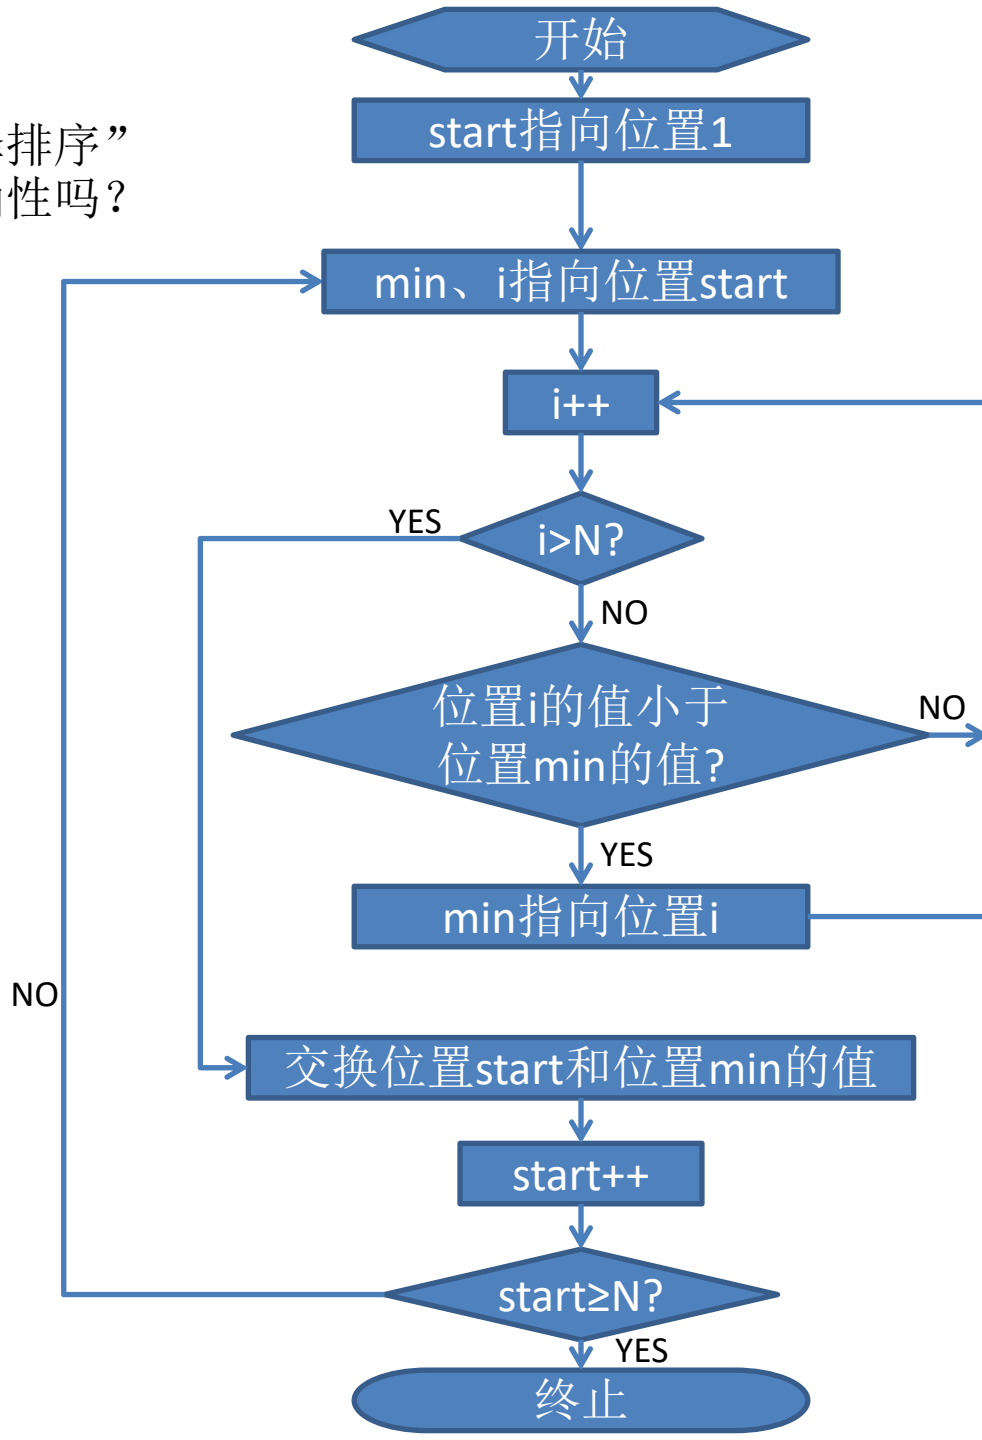 开始
start指向位置1
排序”
性吗？
min、i指向位置start
i++
YES
i>N?
NO
位置i的值小于
位置min的值?
NO
YES
min指向位置i
NO
交换位置start和位置min的值
start++
start≥N?
YES
终止